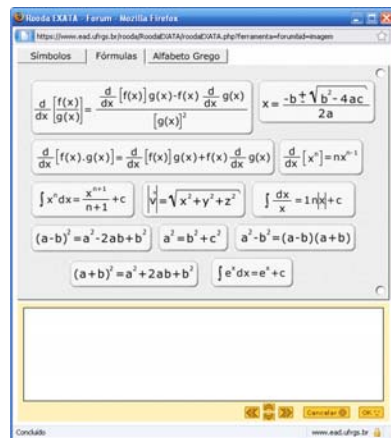 Rooda EXATA - Forum - Mozilla Firefox
https://www.ead.ufrgs.br/rooda/RoodaEXATA/roodaEXATA.php?ferramenta=forum&id=imagem
Símbolos Fórmulas Alfabeto Grego
d/dx [f(x)/g(x)] = (d/dx [f(x)]g(x)-f(x) d/dx g(x))/[g(x)]² x = (-b±√b²-4ac)/2a
d/dx [f(x).g(x)] = d/dx [f(x)]g(x)+f(x) d/dx g(x) d/dx [xⁿ]=nxⁿ⁻¹
∫xⁿdx= xⁿ⁺¹/n+1 +c |v⃗|=√x²+y²+z² ∫dx/x =1n|x|+c
(a-b)²=a²-2ab+b² a²=b²+c² a²-b²=(a-b)(a+b)
(a+b)²=a²+2ab+b² ∫eˣdx=eˣ+c
Cancelar OK
Concluído www.ead.ufrgs.br